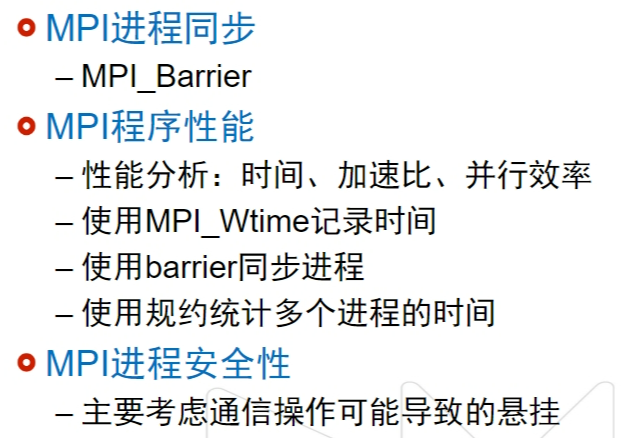 MPI进程同步
– MPI_Barrier
MPI程序性能
– 性能分析：时间、加速比、并行效率
– 使用MPI_Wtime记录时间
– 使用barrier同步进程
– 使用规约统计多个进程的时间
MPI进程安全性
– 主要考虑通信操作可能导致的悬挂